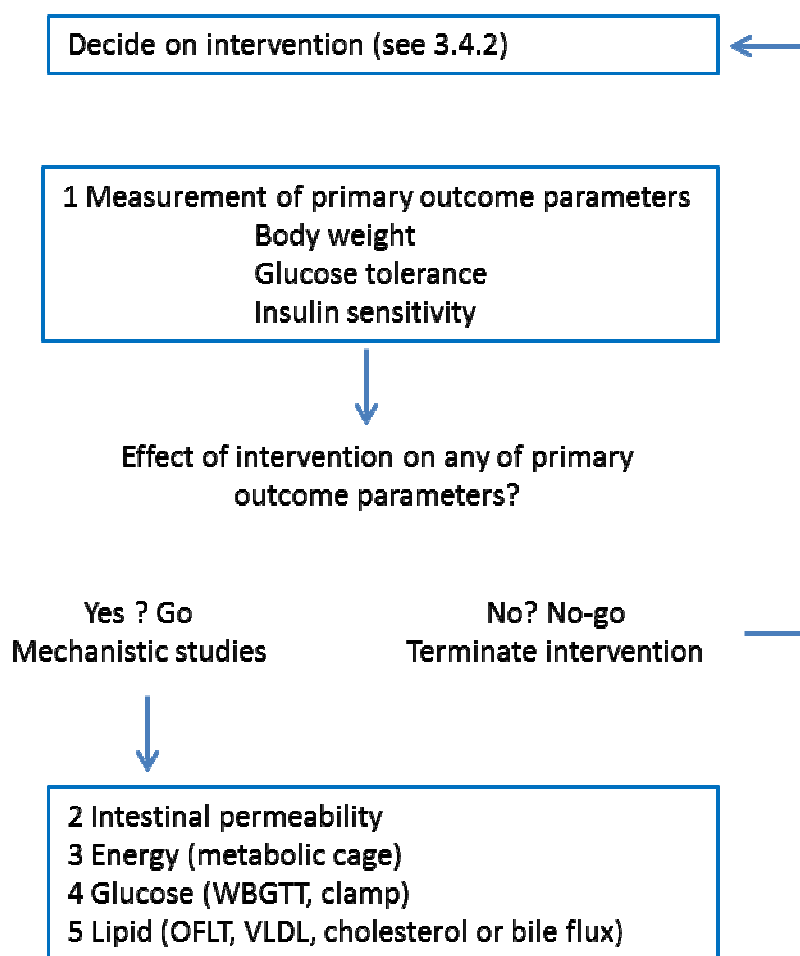 Decide on intervention (see 3.4.2)
1 Measurement of primary outcome parameters
Body weight
Glucose tolerance
Insulin sensitivity
Effect of intervention on any of primary
outcome parameters?
Yes ? Go
Mechanistic studies
No? No-go
Terminate intervention
2 Intestinal permeability
3 Energy (metabolic cage)
4 Glucose (WBGTT, clamp)
5 Lipid (OFLT, VLDL, cholesterol or bile flux)